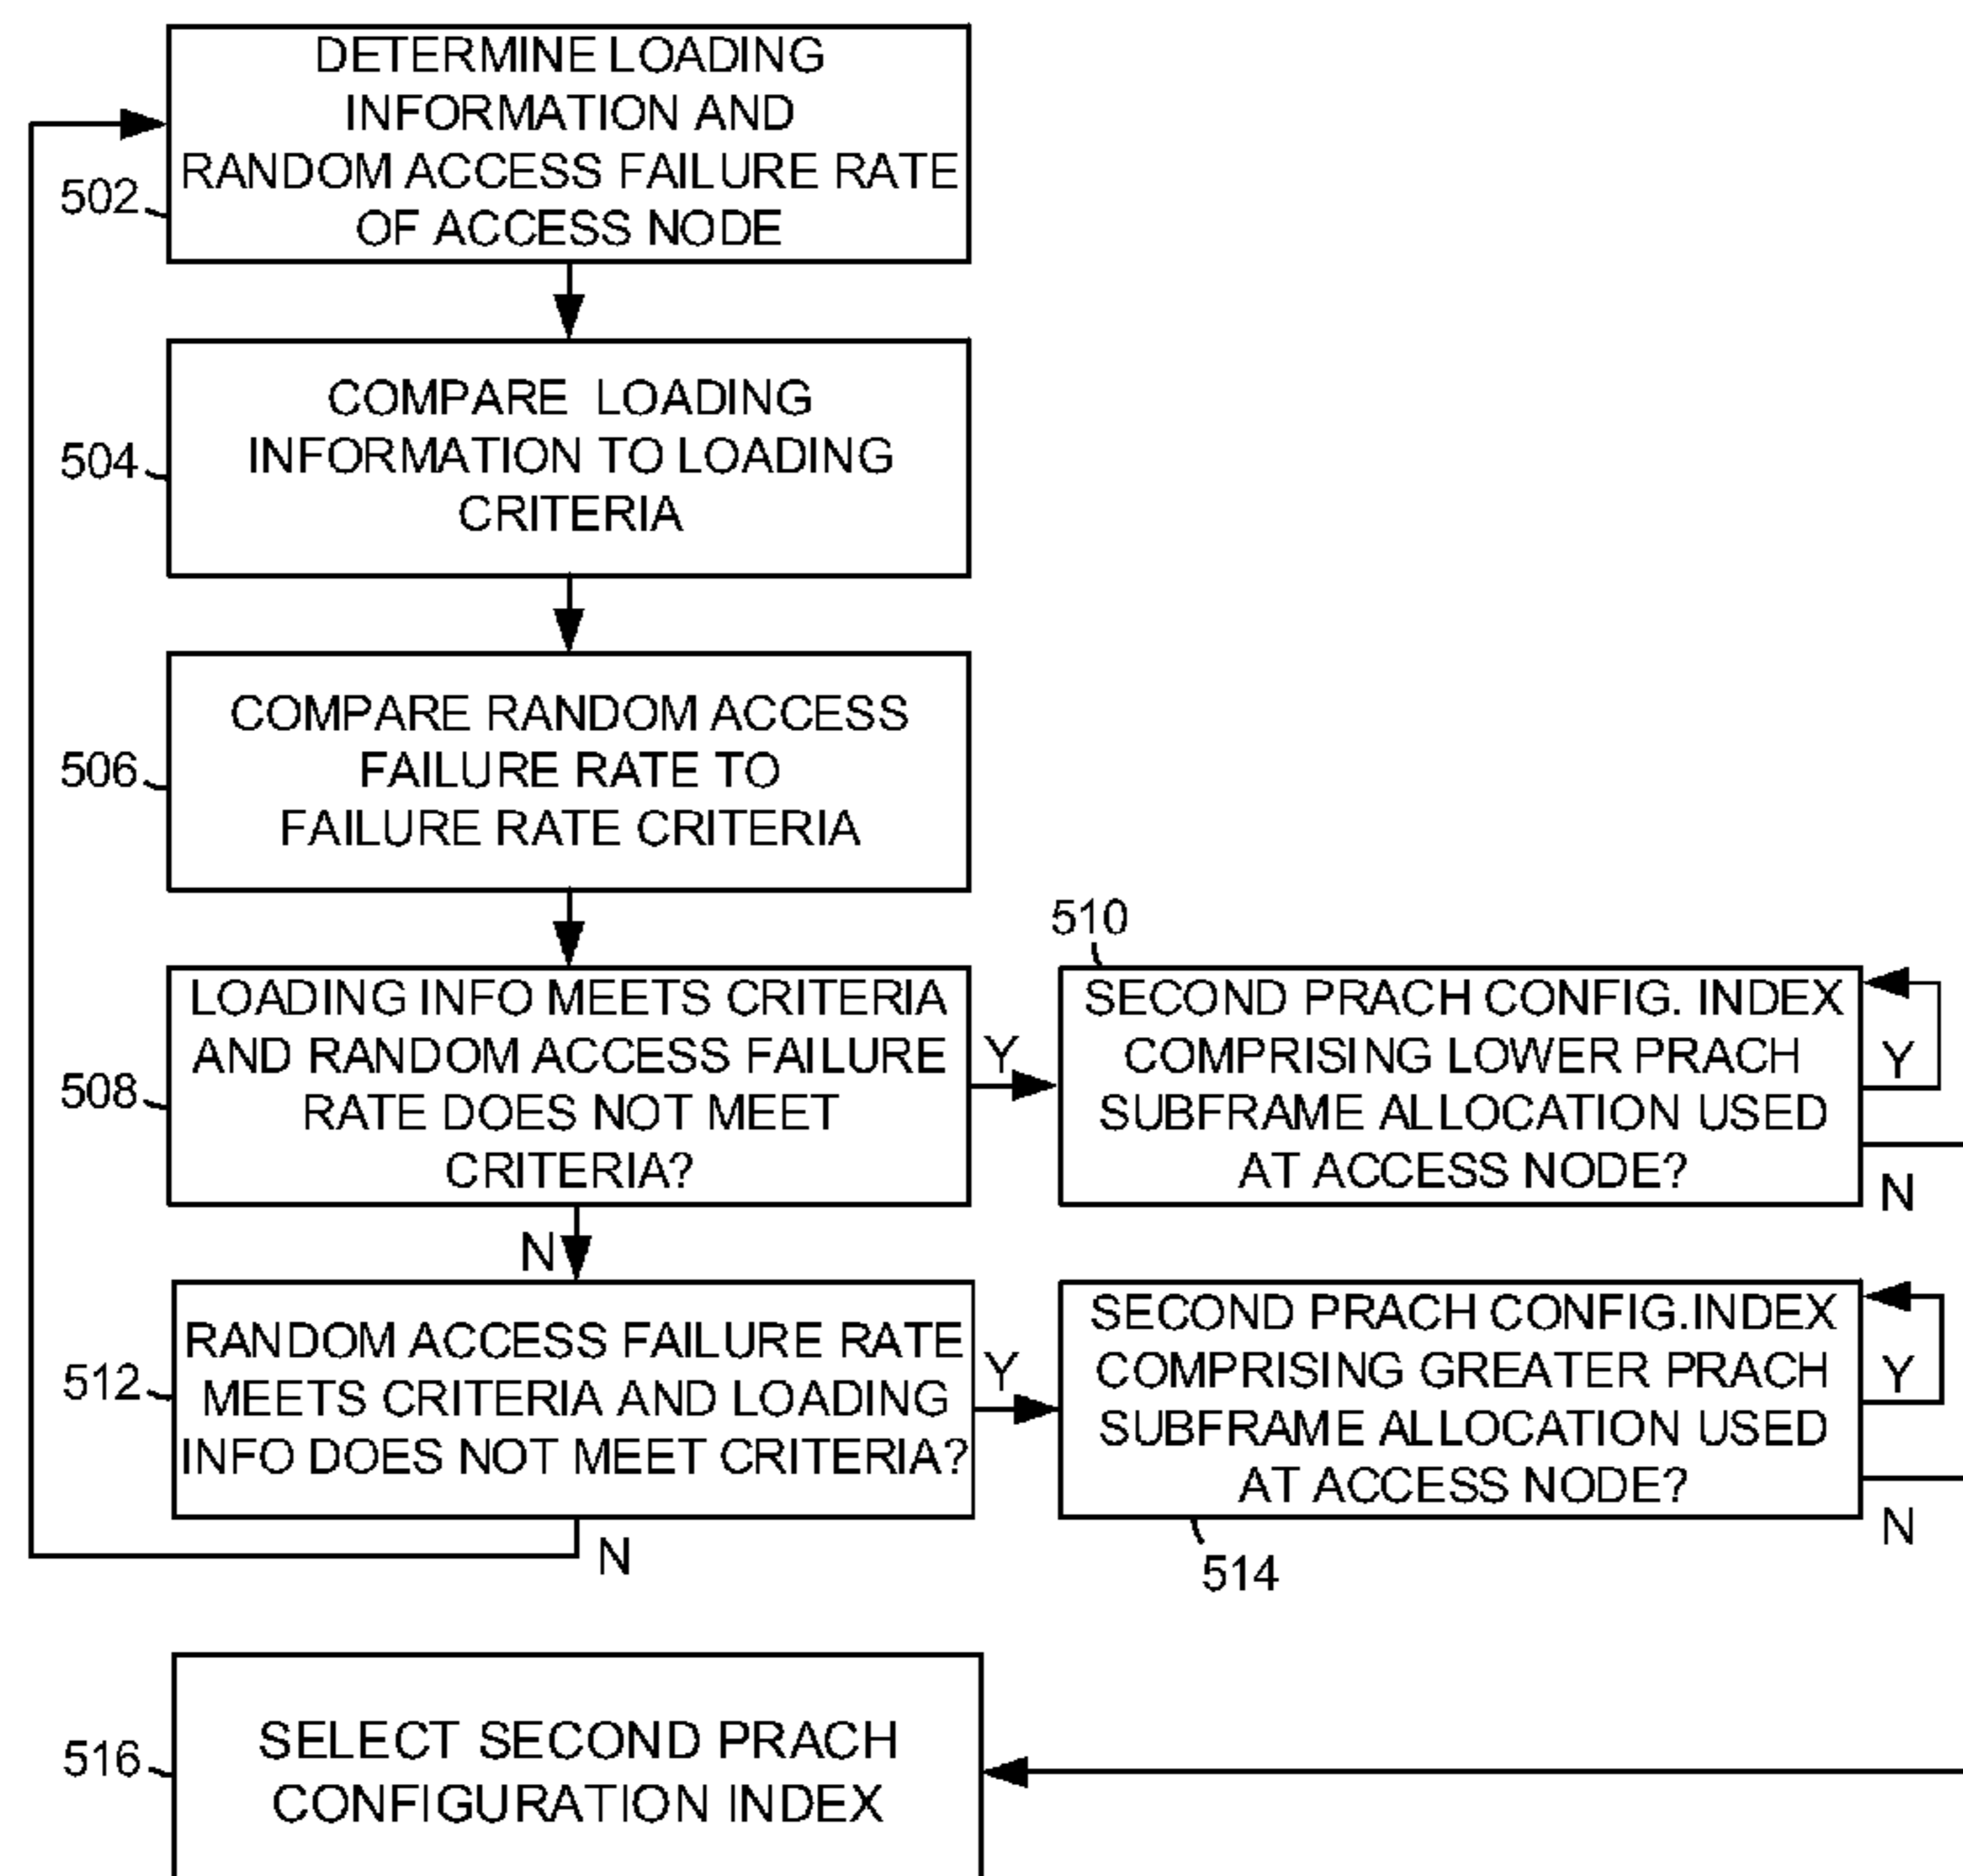 DETERMINE LOADING
INFORMATION AND
RANDOM ACCESS FAILURE RATE
OF ACCESS NODE
502
COMPARE LOADING
INFORMATION TO LOADING
CRITERIA
504
COMPARE RANDOM ACCESS
FAILURE RATE TO
FAILURE RATE CRITERIA
506
LOADING INFO MEETS CRITERIA
AND RANDOM ACCESS FAILURE
RATE DOES NOT MEET
CRITERIA?
508
Y
N
510
SECOND PRACH CONFIG. INDEX
COMPRISING LOWER PRACH
SUBFRAME ALLOCATION USED
AT ACCESS NODE?
Y
N
RANDOM ACCESS FAILURE RATE
MEETS CRITERIA AND LOADING
INFO DOES NOT MEET CRITERIA?
512
Y
N
SECOND PRACH CONFIG.INDEX
COMPRISING GREATER PRACH
SUBFRAME ALLOCATION USED
AT ACCESS NODE?
514
Y
N
SELECT SECOND PRACH
CONFIGURATION INDEX
516